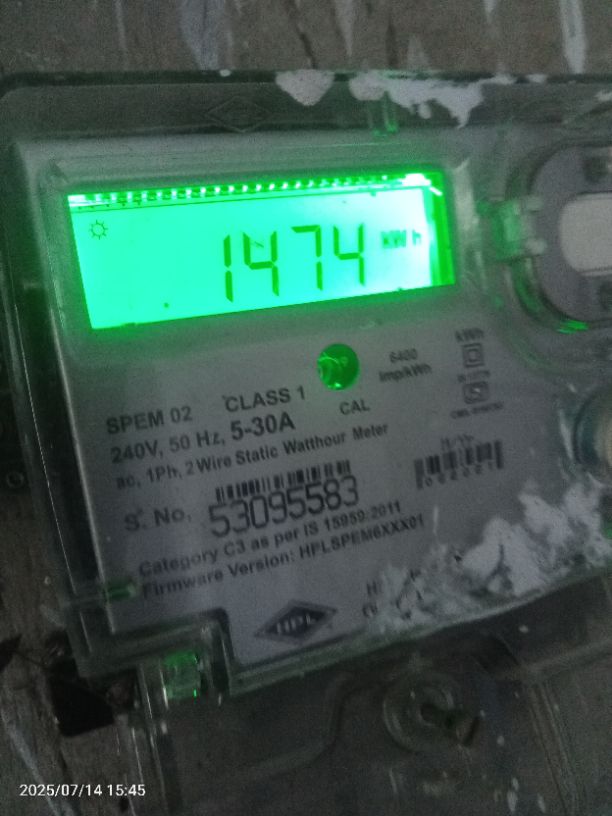 1474 kWh
6400
imp/kWh
kWh
SPEM 02 CLASS 1
CAL
240V, 50 Hz, 5-30A
ac, 1Ph, 2 Wire Static Watthour Meter
S. No. 53095583
Category C3 as per IS 15959:2011
Firmware Version: HPLSPEM6XXX01
HPL
2025/07/14 15:45